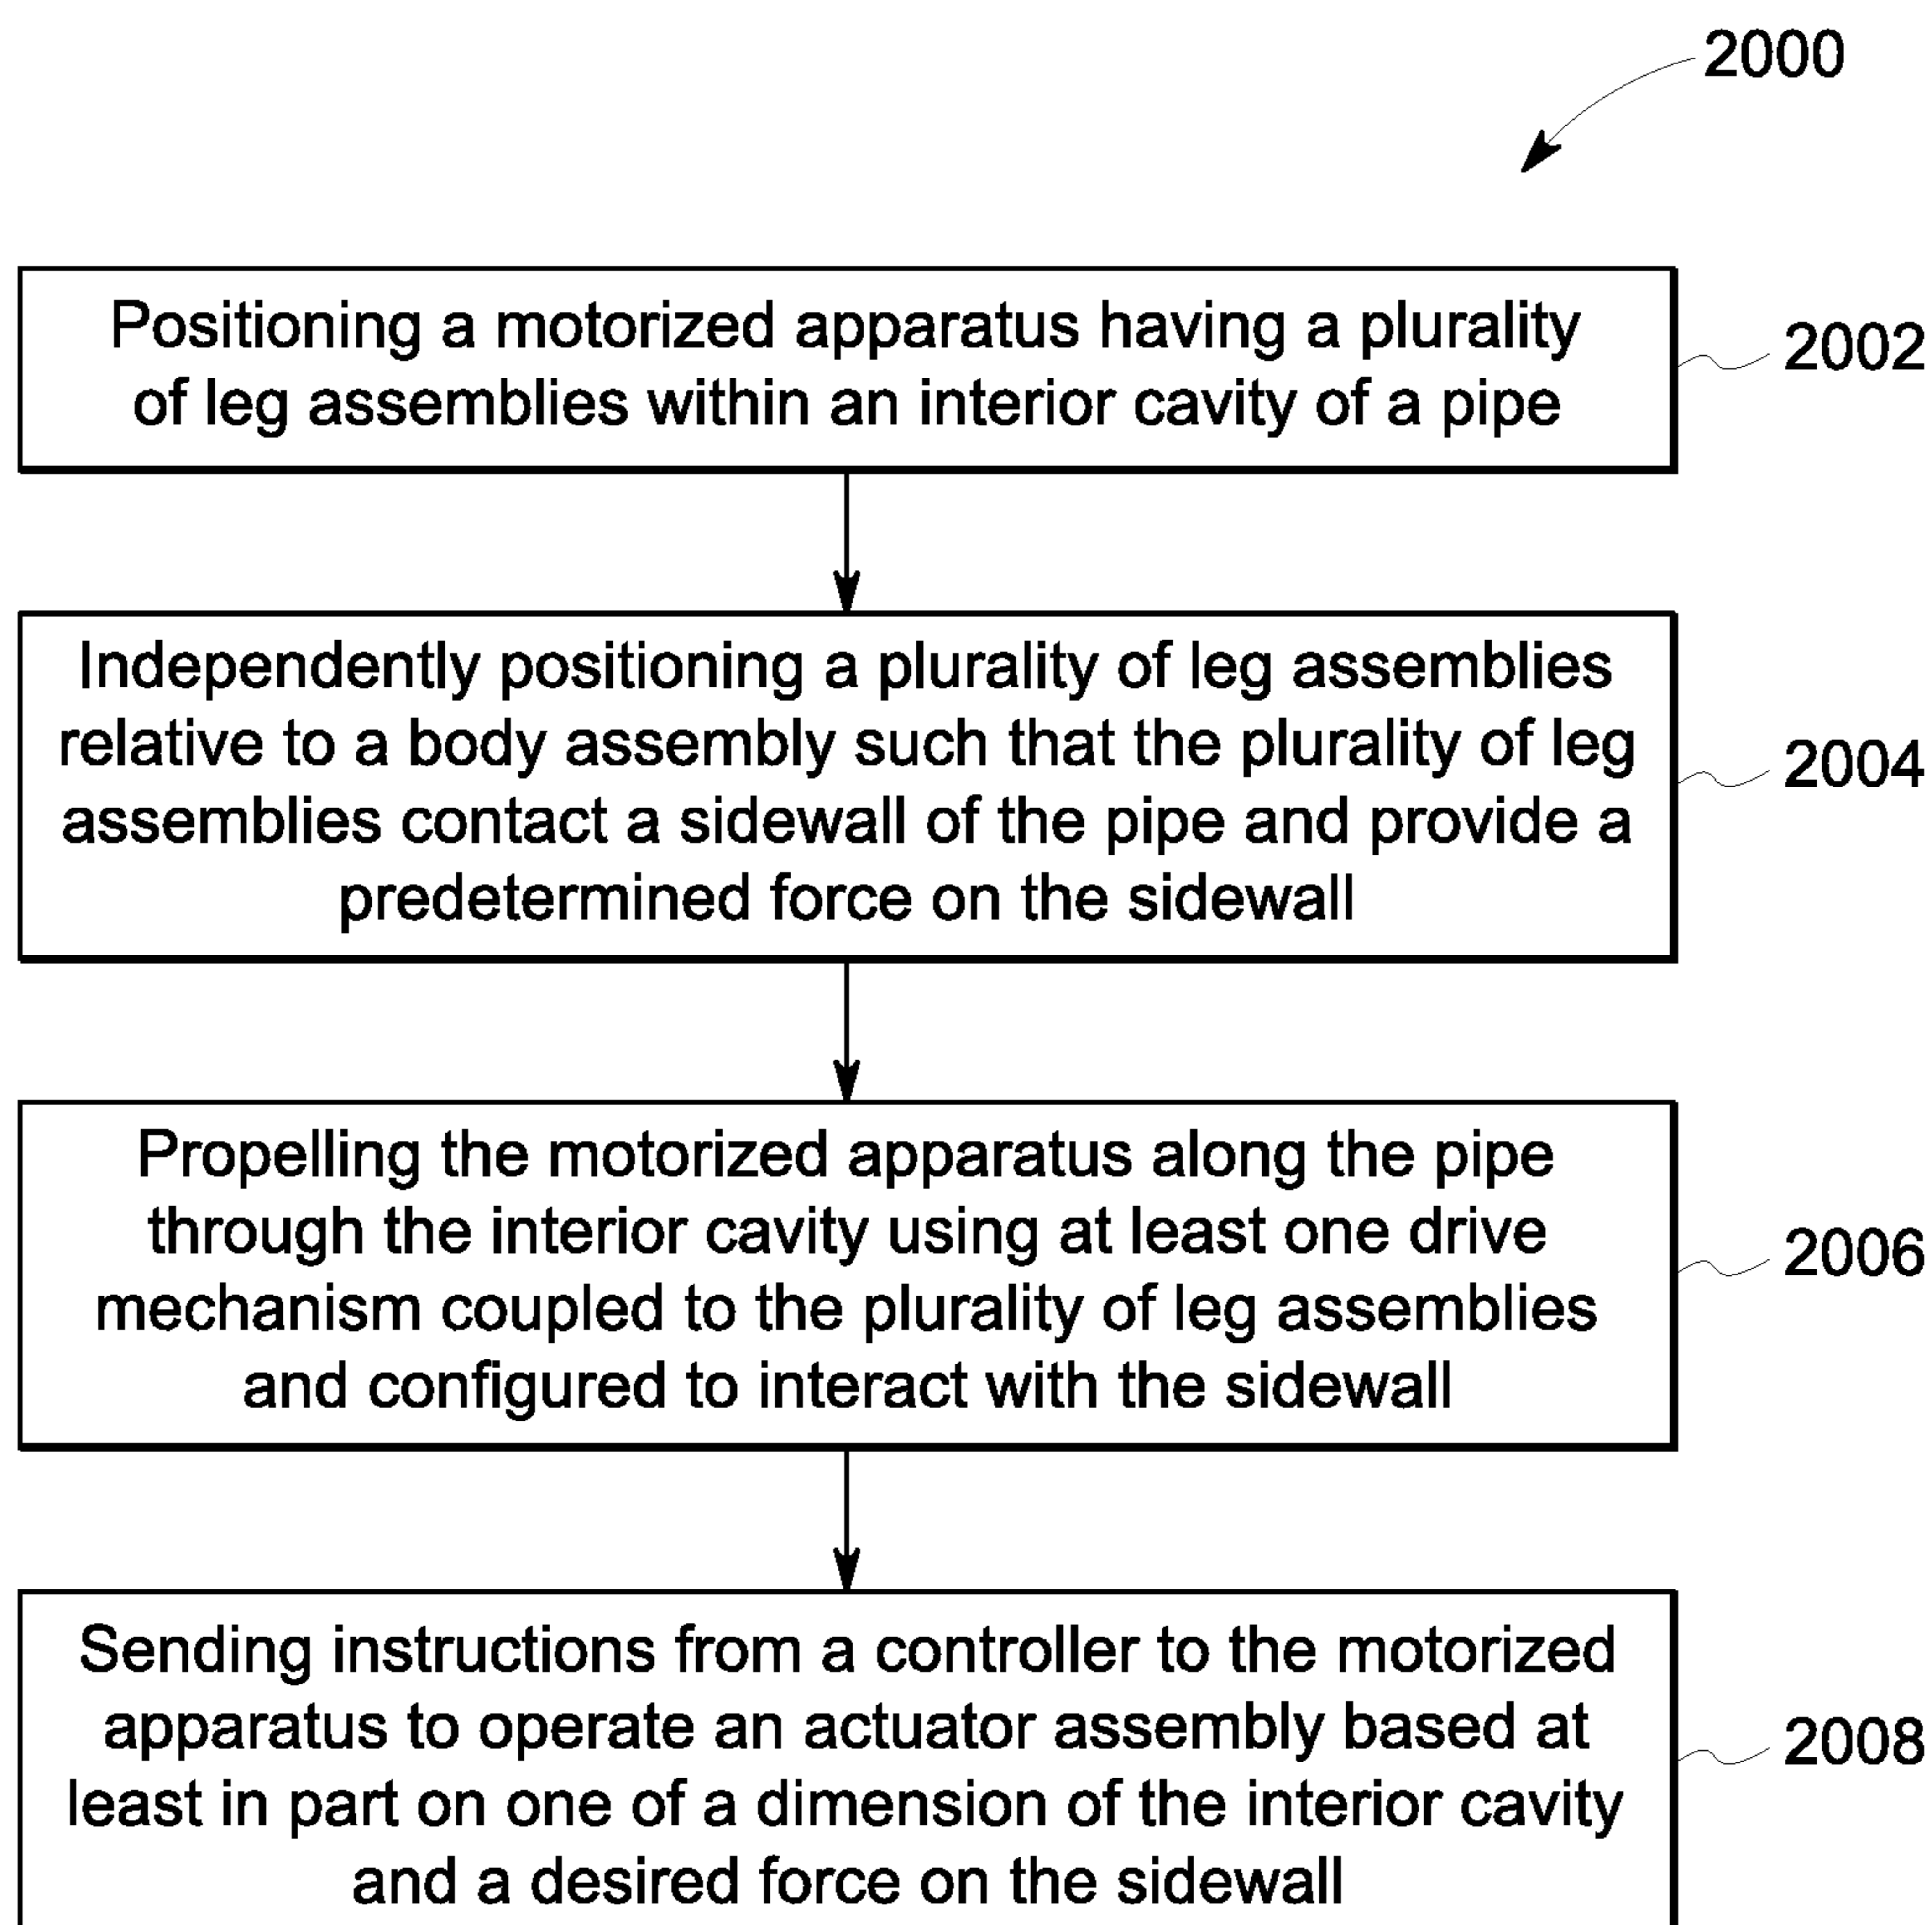 2000
Positioning a motorized apparatus having a plurality
of leg assemblies within an interior cavity of a pipe
2002
Independently positioning a plurality of leg assemblies
relative to a body assembly such that the plurality of leg
assemblies contact a sidewall of the pipe and provide a
predetermined force on the sidewall
2004
Propelling the motorized apparatus along the pipe
through the interior cavity using at least one drive
mechanism coupled to the plurality of leg assemblies
and configured to interact with the sidewall
2006
Sending instructions from a controller to the motorized
apparatus to operate an actuator assembly based at
least in part on one of a dimension of the interior cavity
and a desired force on the sidewall
2008